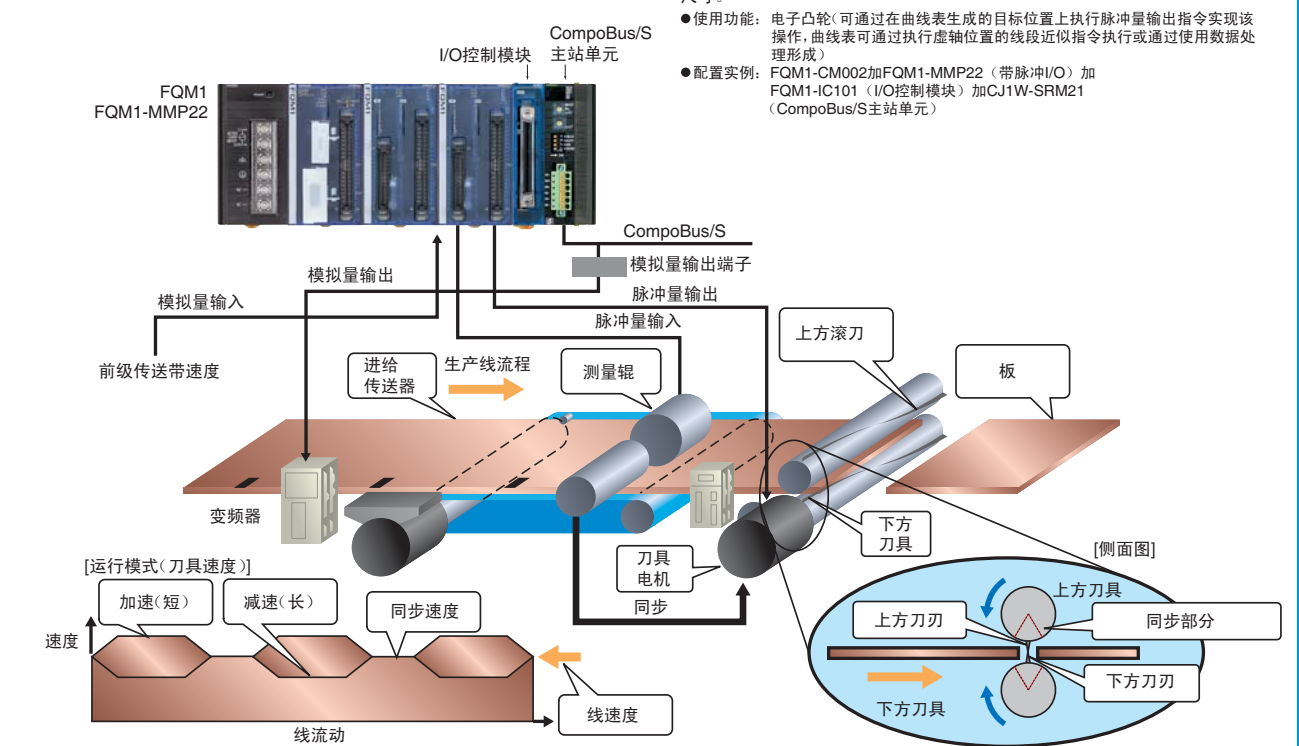 尺寸。
●使用功能：电子凸轮（可通过在曲线表生成的目标位置上执行脉冲量输出指令实现该
操作，曲线表可通过执行虚轴位置的线段近似指令执行或通过使用数据处
理形成）
●配置实例：FQM1-CM002加FQM1-MMP22（带脉冲I/O）加
FQM1-IC101（I/O控制模块）加CJ1W-SRM21
（CompoBus/S主站单元）
CompoBus/S
主站单元
I/O控制模块
FQM1
FQM1-MMP22
CompoBus/S
模拟量输出端子
模拟量输出
脉冲量输出
模拟量输入
脉冲量输入
前级传送带速度
进给
传送器
生产线流程
测量辊
上方滚刀
板
变频器
下方
刀具
刀具
电机
同步
[侧面图]
[运行模式（刀具速度）]
加速（短）
减速（长）
同步速度
速度
线速度
线流动
上方刀具
上方刀刃
同步部分
下方刀刃
下方刀具